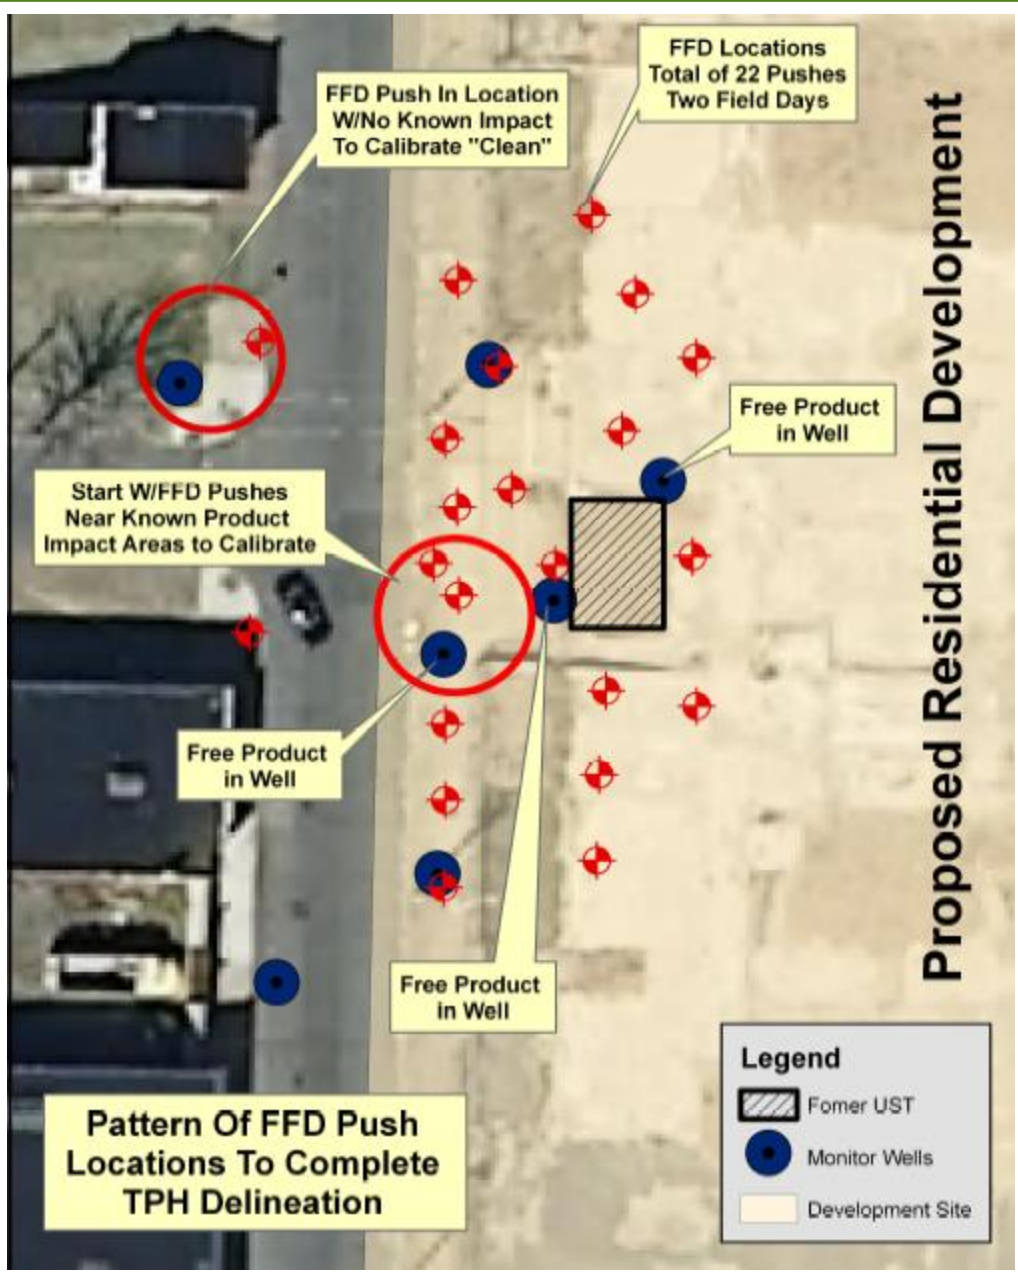 FFD Locations
Total of 22 Pushes
Two Field Days
FFD Push In Location
W/No Known Impact
To Calibrate "Clean"
Proposed Residential Development
Free Product
in Well
Start W/FFD Pushes
Near Known Product
Impact Areas to Calibrate
Free Product
in Well
Free Product
in Well
Legend
Fomer UST
Monitor Wells
Development Site
Pattern Of FFD Push
Locations To Complete
TPH Delineation